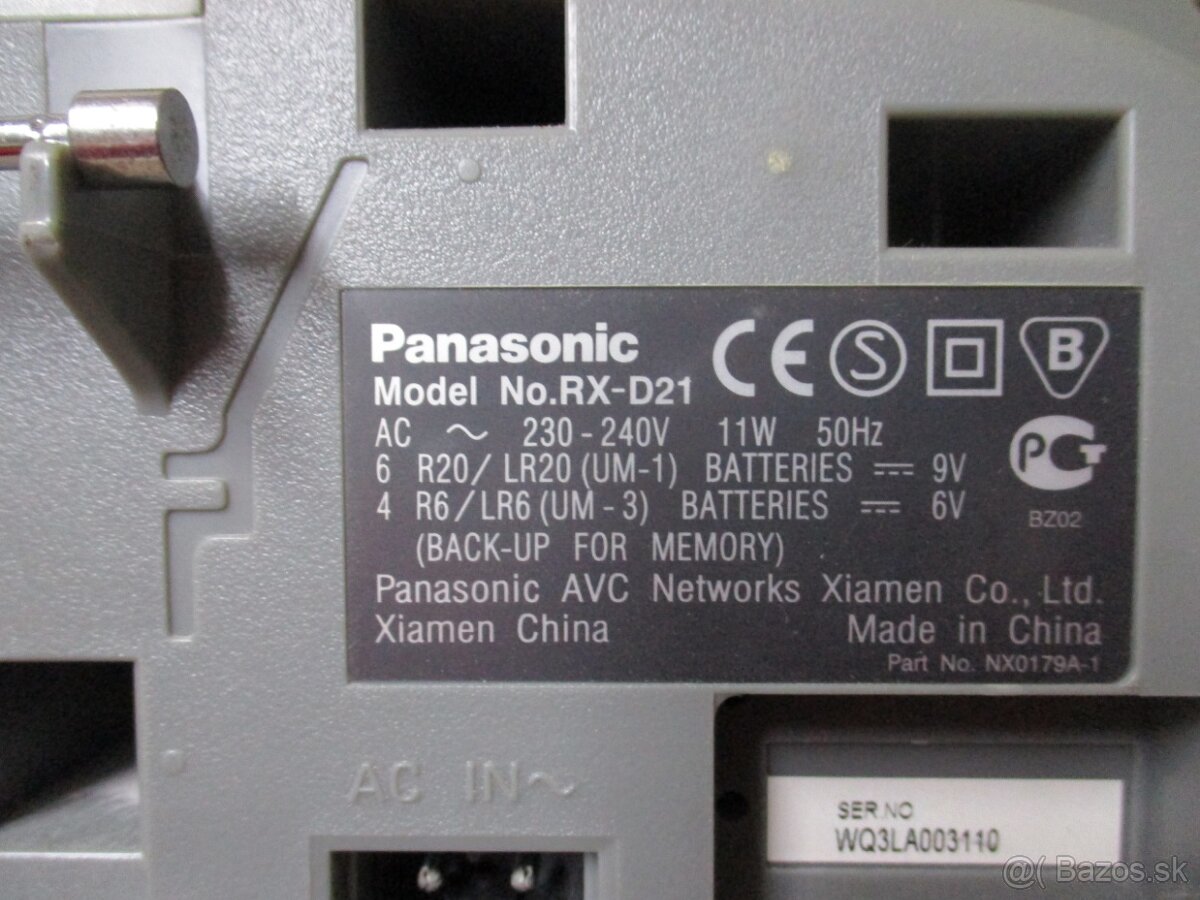 Panasonic CE S B
Model No.RX-D21
AC ~ 230-240V 11W 50Hz
PCT
6 R20/LR20(UM-1) BATTERIES ⎓ 9V
4 R6/LR6(UM-3) BATTERIES ⎓ 6V
BZ02
(BACK-UP FOR MEMORY)
Panasonic AVC Networks Xiamen Co., Ltd.
Xiamen China Made in China
Part No. NX0179A-1
AC IN~
SER.NO
WQ3LA003110
@( Bazos.sk